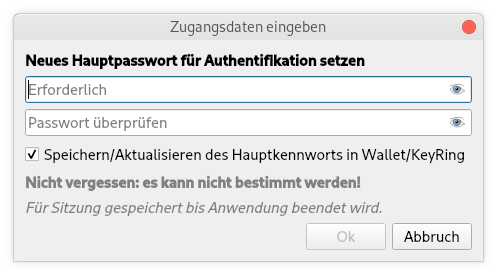 Zugangsdaten eingeben
Neues Hauptpasswort für Authentifikation setzen
Erforderlich
Passwort überprüfen
Speichern/Aktualisieren des Hauptkennworts in Wallet/KeyRing
Nicht vergessen: es kann nicht bestimmt werden!
Für Sitzung gespeichert bis Anwendung beendet wird.
Ok
Abbruch